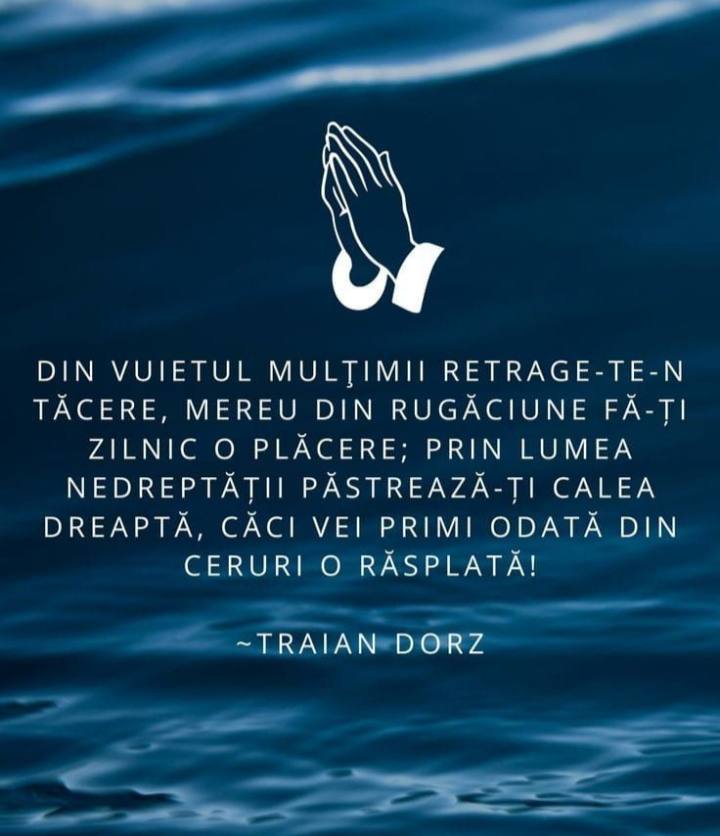 DIN VUIETUL MULŢIMII RETRAGE-TE-N
TĂCERE, MEREU DIN RUGĂCIUNE FĂ-ȚI
ZILNIC O PLĂCERE; PRIN LUMEA
NEDREPTĂȚII PĂSTREAZĂ-ȚI CALEA
DREAPTĂ, CĂCI VEI PRIMI ODATĂ DIN
CERURI O RĂSPLATĂ!
~TRAIAN DORZ